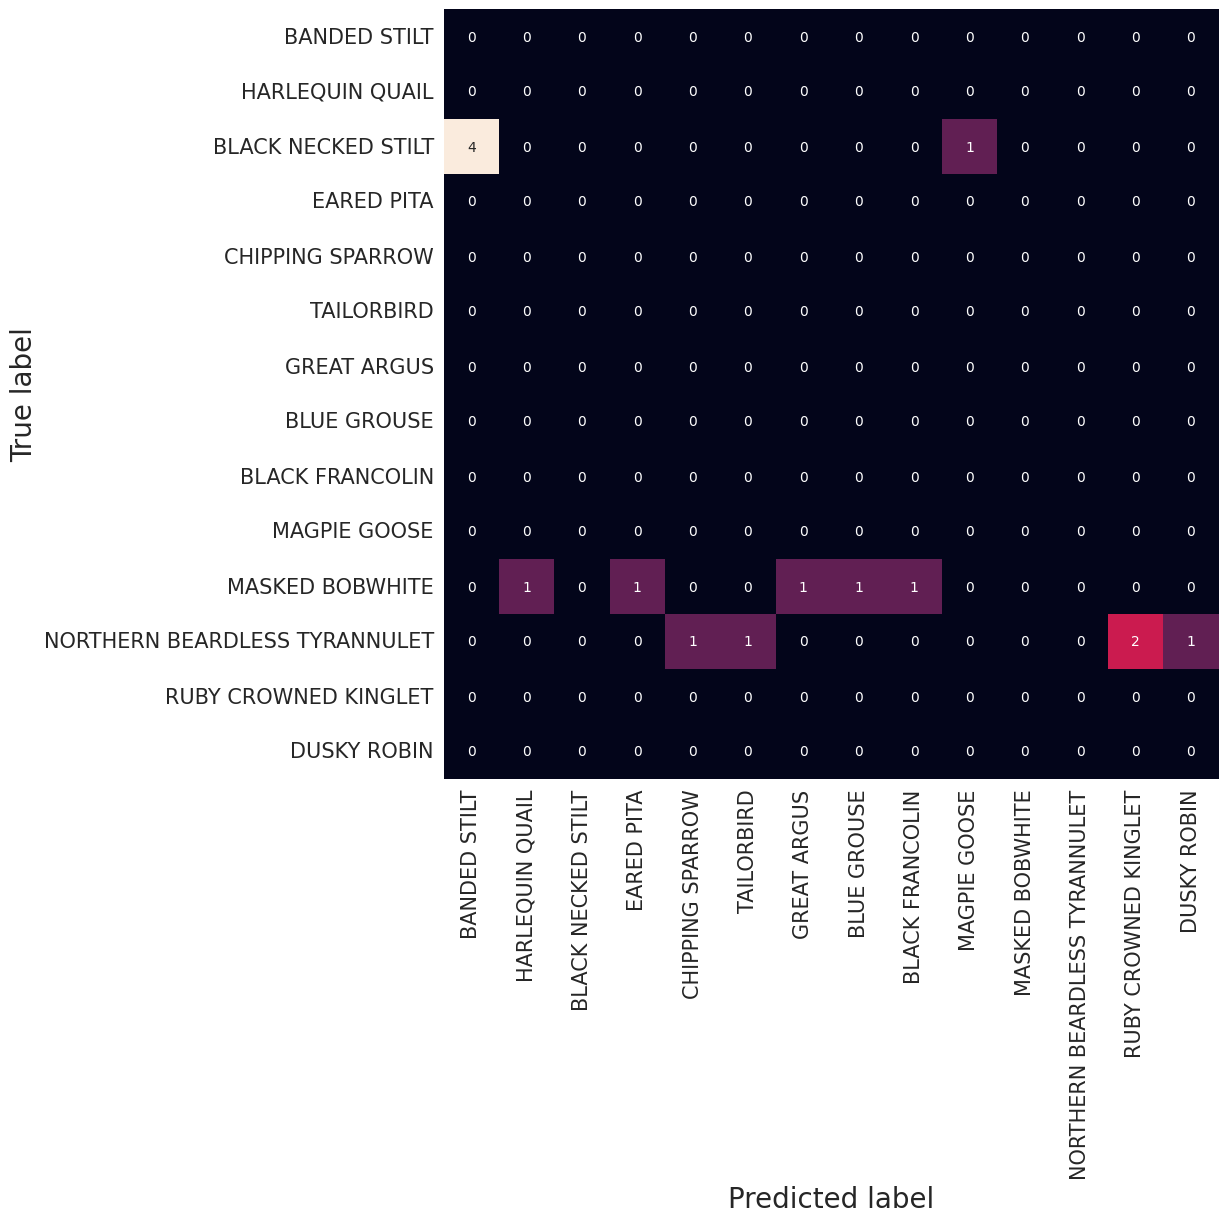 BANDED STILT 0 0 0 0 0 0 0 0 0 0 0 0 0 0
HARLEQUIN QUAIL 0 0 0 0 0 0 0 0 0 0 0 0 0 0
BLACK NECKED STILT 4 0 0 0 0 0 0 0 0 1 0 0 0 0
EARED PITA 0 0 0 0 0 0 0 0 0 0 0 0 0 0
CHIPPING SPARROW 0 0 0 0 0 0 0 0 0 0 0 0 0 0
TAILORBIRD 0 0 0 0 0 0 0 0 0 0 0 0 0 0
GREAT ARGUS 0 0 0 0 0 0 0 0 0 0 0 0 0 0
BLUE GROUSE 0 0 0 0 0 0 0 0 0 0 0 0 0 0
BLACK FRANCOLIN 0 0 0 0 0 0 0 0 0 0 0 0 0 0
MAGPIE GOOSE 0 0 0 0 0 0 0 0 0 0 0 0 0 0
MASKED BOBWHITE 0 1 0 1 0 0 1 1 1 0 0 0 0 0
NORTHERN BEARDLESS TYRANNULET 0 0 0 0 1 1 0 0 0 0 0 0 2 1
RUBY CROWNED KINGLET 0 0 0 0 0 0 0 0 0 0 0 0 0 0
DUSKY ROBIN 0 0 0 0 0 0 0 0 0 0 0 0 0 0
True label
BANDED STILT
HARLEQUIN QUAIL
BLACK NECKED STILT
EARED PITA
CHIPPING SPARROW
TAILORBIRD
GREAT ARGUS
BLUE GROUSE
BLACK FRANCOLIN
MAGPIE GOOSE
MASKED BOBWHITE
NORTHERN BEARDLESS TYRANNULET
RUBY CROWNED KINGLET
DUSKY ROBIN
Predicted label